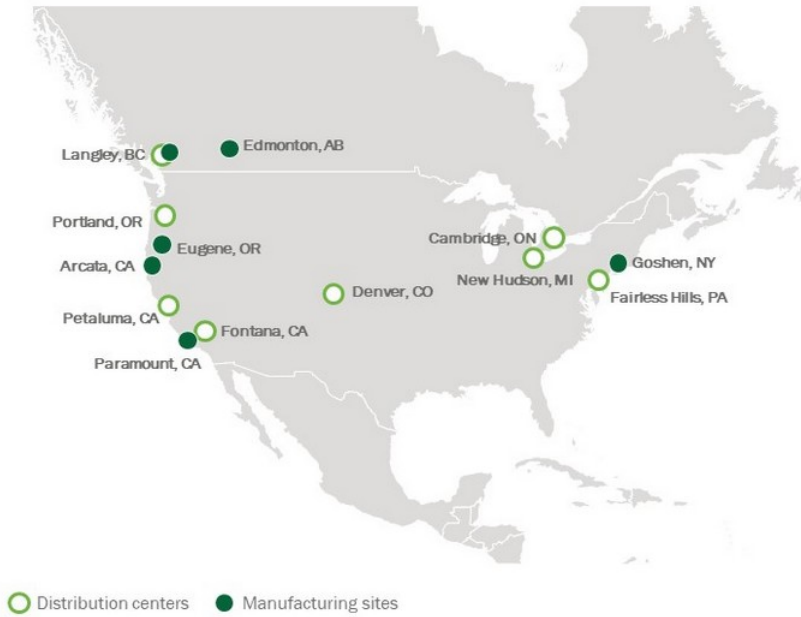 Edmonton, AB
Langley, BC
Portland, OR
Cambridge, ON
Eugene, OR
Goshen, NY
Arcata, CA
New Hudson, MI
Denver, CO
Fairless Hills, PA
Petaluma, CA
Fontana, CA
Paramount, CA
Distribution centers
Manufacturing sites